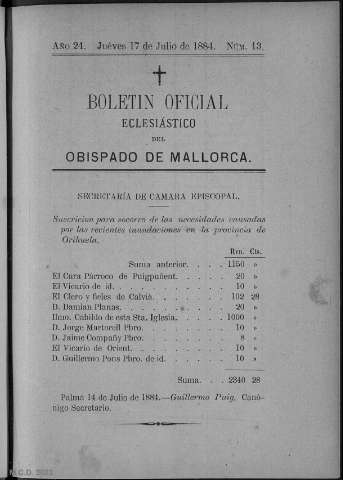 Año 24. Juéves 17 de Julio de 1884. Núm. 13.
BOLETIN OFICIAL
ECLESIÁSTICO
DEL
OBISPADO DE MALLORCA.
SECRETARÍA DE CAMARA EPISCOPAL.
Suscricion para socorro de las necesidades causadas
por las recientes inundaciones en la provincia de
Orihuela.
Rvn. Cts.
Suma anterior. . . . . 1150 »
El Cura Párroco de Puigpuñent. . . . . 20 »
El Vicario de id. . . . . . . . . 10 »
El Clero y fieles de Calviá. . . . . . 102 28
D. Damian Planas. . . . . . . . 20 »
Iltmo. Cabildo de esta Sta. Iglesia. . . . 1000 »
D. Jorge Martorell Pbro. . . . . . . 10 »
D. Jaime Compañy Pbro. . . . . . . 8 »
El Vicario de Orient. . . . . . . . 10 »
D. Guillermo Pons Pbro. de id. . . . . . 10 »
Suma. . . 2340 28
Palma 14 de Julio de 1884.—Guillermo Puig, Canó-
nigo Secretario.
M.C.D. 2022